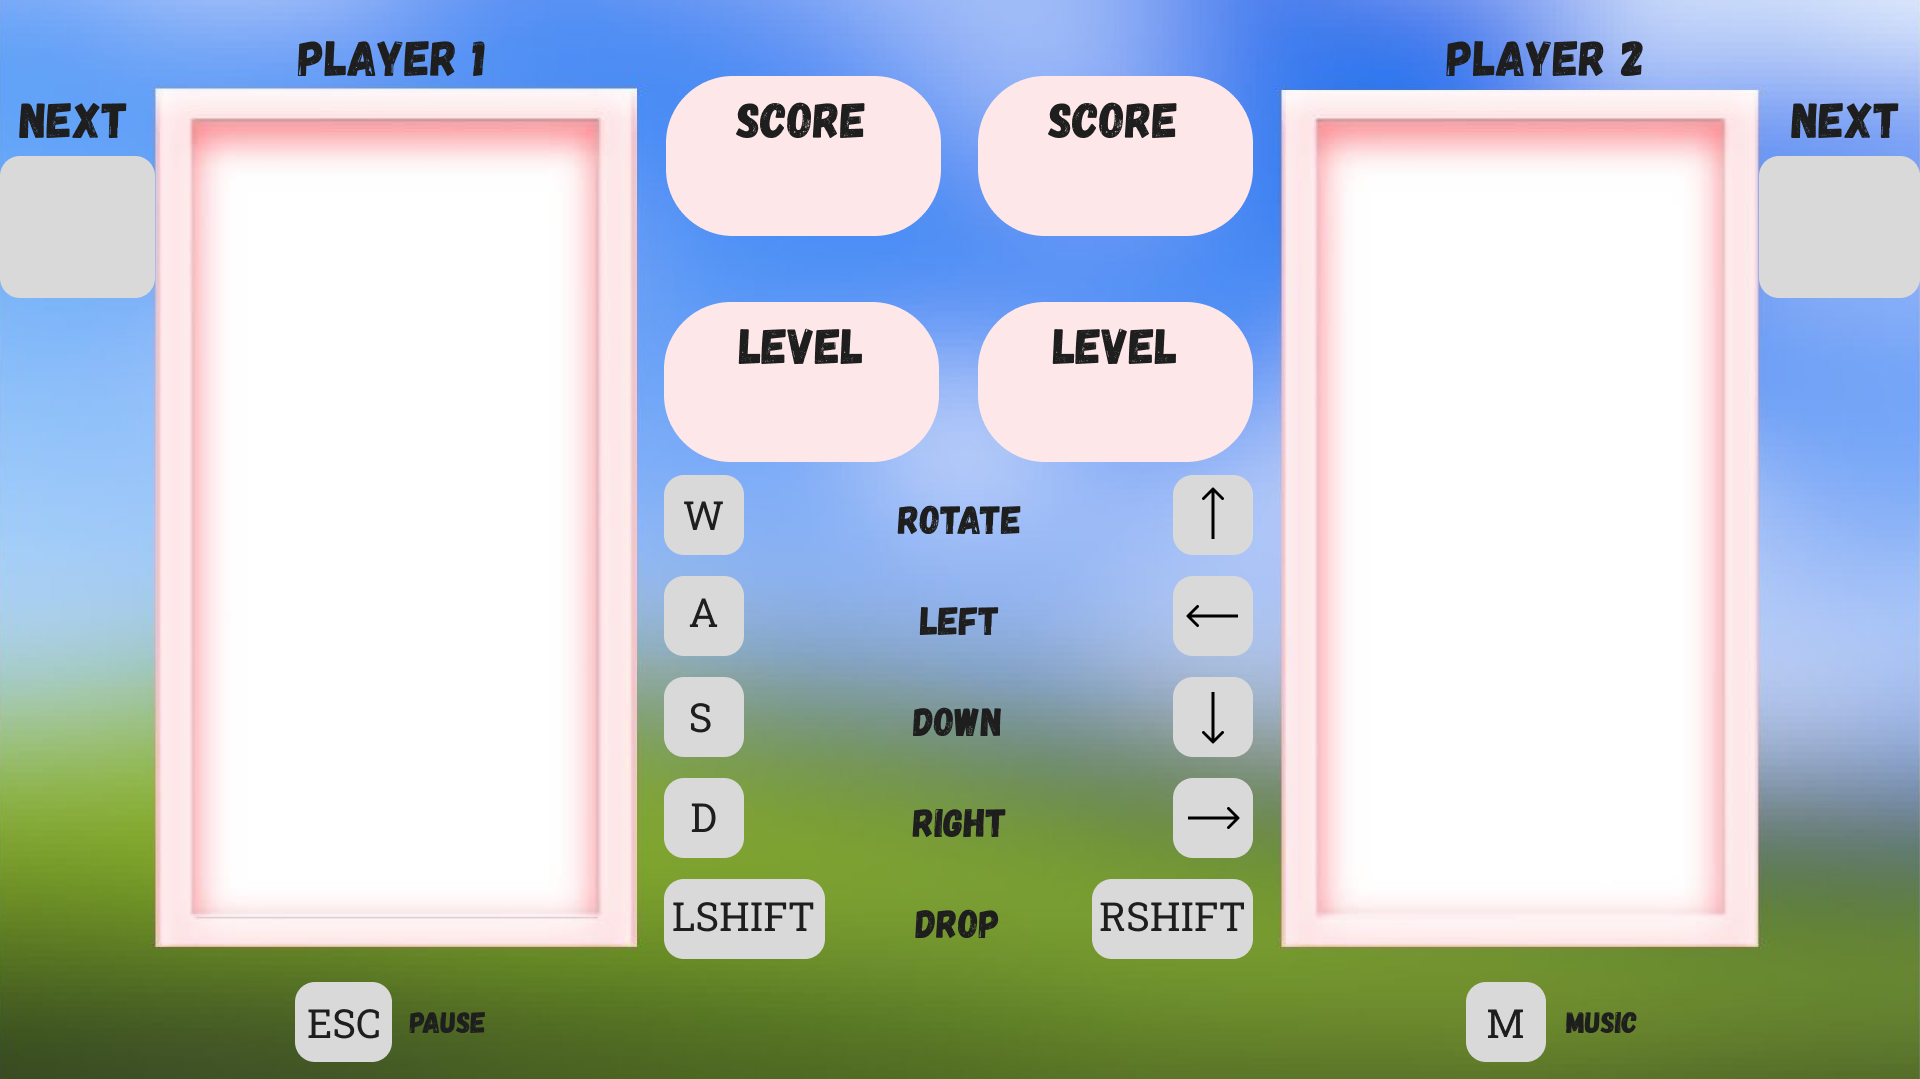 PLAYER 1
PLAYER 2
NEXT
SCORE
SCORE
NEXT
LEVEL
LEVEL
W
ROTATE
↑
A
LEFT
←
S
DOWN
↓
D
RIGHT
→
LSHIFT
DROP
RSHIFT
ESC
PAUSE
M
MUSIC